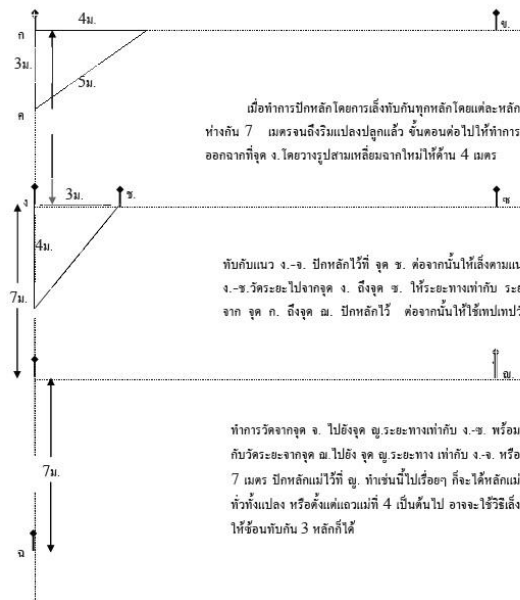 4ม.
ก
ข.
3ม.
5ม.
ค
เมื่อทำการปักหลักโดยการเล็งทับกันทุกหลักโดยแต่ละหลัก
ห่างกัน 7 เมตรจนถึงริมแปลงปลูกแล้ว ขั้นตอนต่อไปให้ทำการ
ออกฉากที่จุด ง. โดยวางรูปสามเหลี่ยมฉากใหม่ให้ด้าน 4 เมตร
3ม.
ง
ช.
ซ
4ม.
ทับกับแนว ง.-จ. ปักหลักไว้ที่ จุด ช. ต่อจากนั้นให้เล็งตามแน
ง.-ช.วัดระยะไปจากจุด ง. ถึงจุด ซ. ให้ระยะทางเท่ากับ ระย
7ม.
จาก จุด ก. ถึงจุด ฌ. ปักหลักไว้ ต่อจากนั้นให้ใช้เทปเทปวั
ญ.
ทำการวัดจากจุด จ. ไปยังจุด ญ.ระยะทางเท่ากับ ง.-ซ. พร้อม
กับวัดระยะจากจุด ฌ.ไปยัง จุด ญ.ระยะทาง เท่ากับ ง.-จ. หรือ
7ม.
7 เมตร ปักหลักแม่ไว้ที่ ญ. ทำเช่นนี้ไปเรื่อยๆ ก็จะได้หลักแม่
ทั่วทั้งแปลง หรือตั้งแต่แถวแม่ที่ 4 เป็นต้นไป อาจจะใช้วิธีเล็ง
ให้ซ้อนทับกัน 3 หลักก็ได้
ฉ